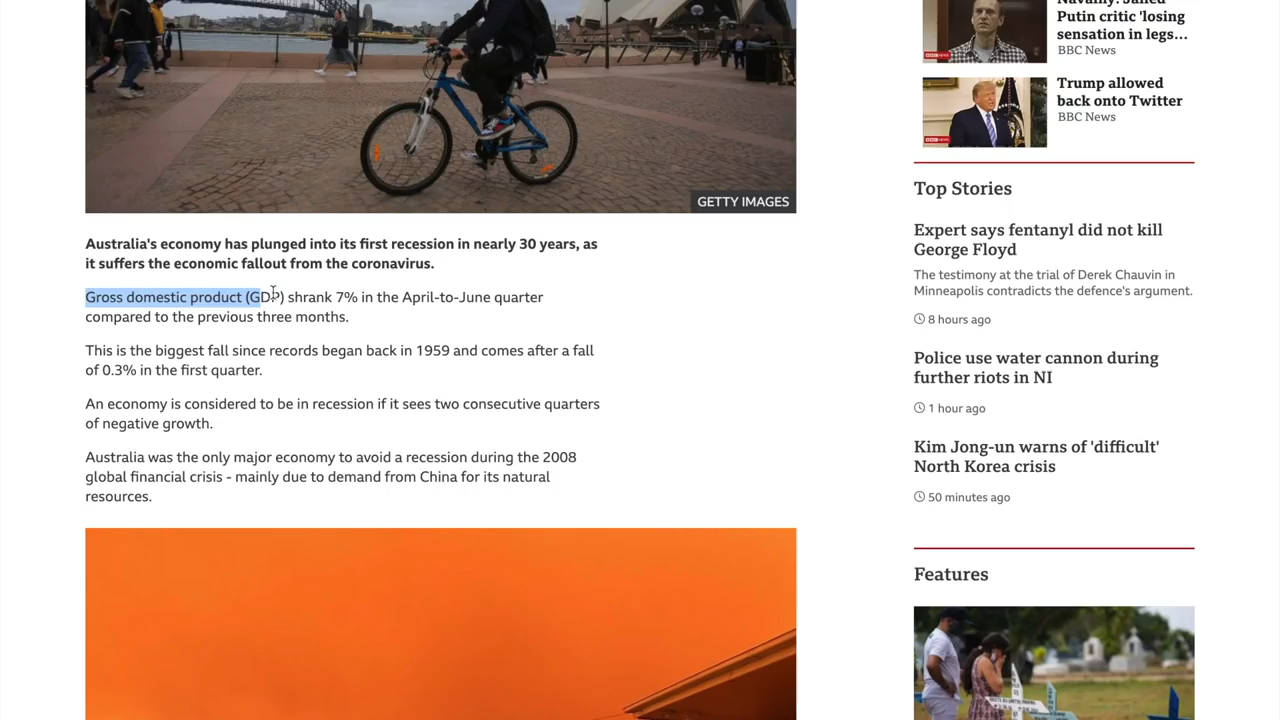 GETTY IMAGES
Australia's economy has plunged into its first recession in nearly 30 years, as
it suffers the economic fallout from the coronavirus.
Gross domestic product (GDP) shrank 7% in the April-to-June quarter
compared to the previous three months.
This is the biggest fall since records began back in 1959 and comes after a fall
of 0.3% in the first quarter.
An economy is considered to be in recession if it sees two consecutive quarters
of negative growth.
Australia was the only major economy to avoid a recession during the 2008
global financial crisis - mainly due to demand from China for its natural
resources.
Navalny: Jailed
Putin critic 'losing
sensation in legs...
BBC News
Trump allowed
back onto Twitter
BBC News
Top Stories
Expert says fentanyl did not kill
George Floyd
The testimony at the trial of Derek Chauvin in
Minneapolis contradicts the defence's argument.
8 hours ago
Police use water cannon during
further riots in NI
1 hour ago
Kim Jong-un warns of 'difficult'
North Korea crisis
50 minutes ago
Features